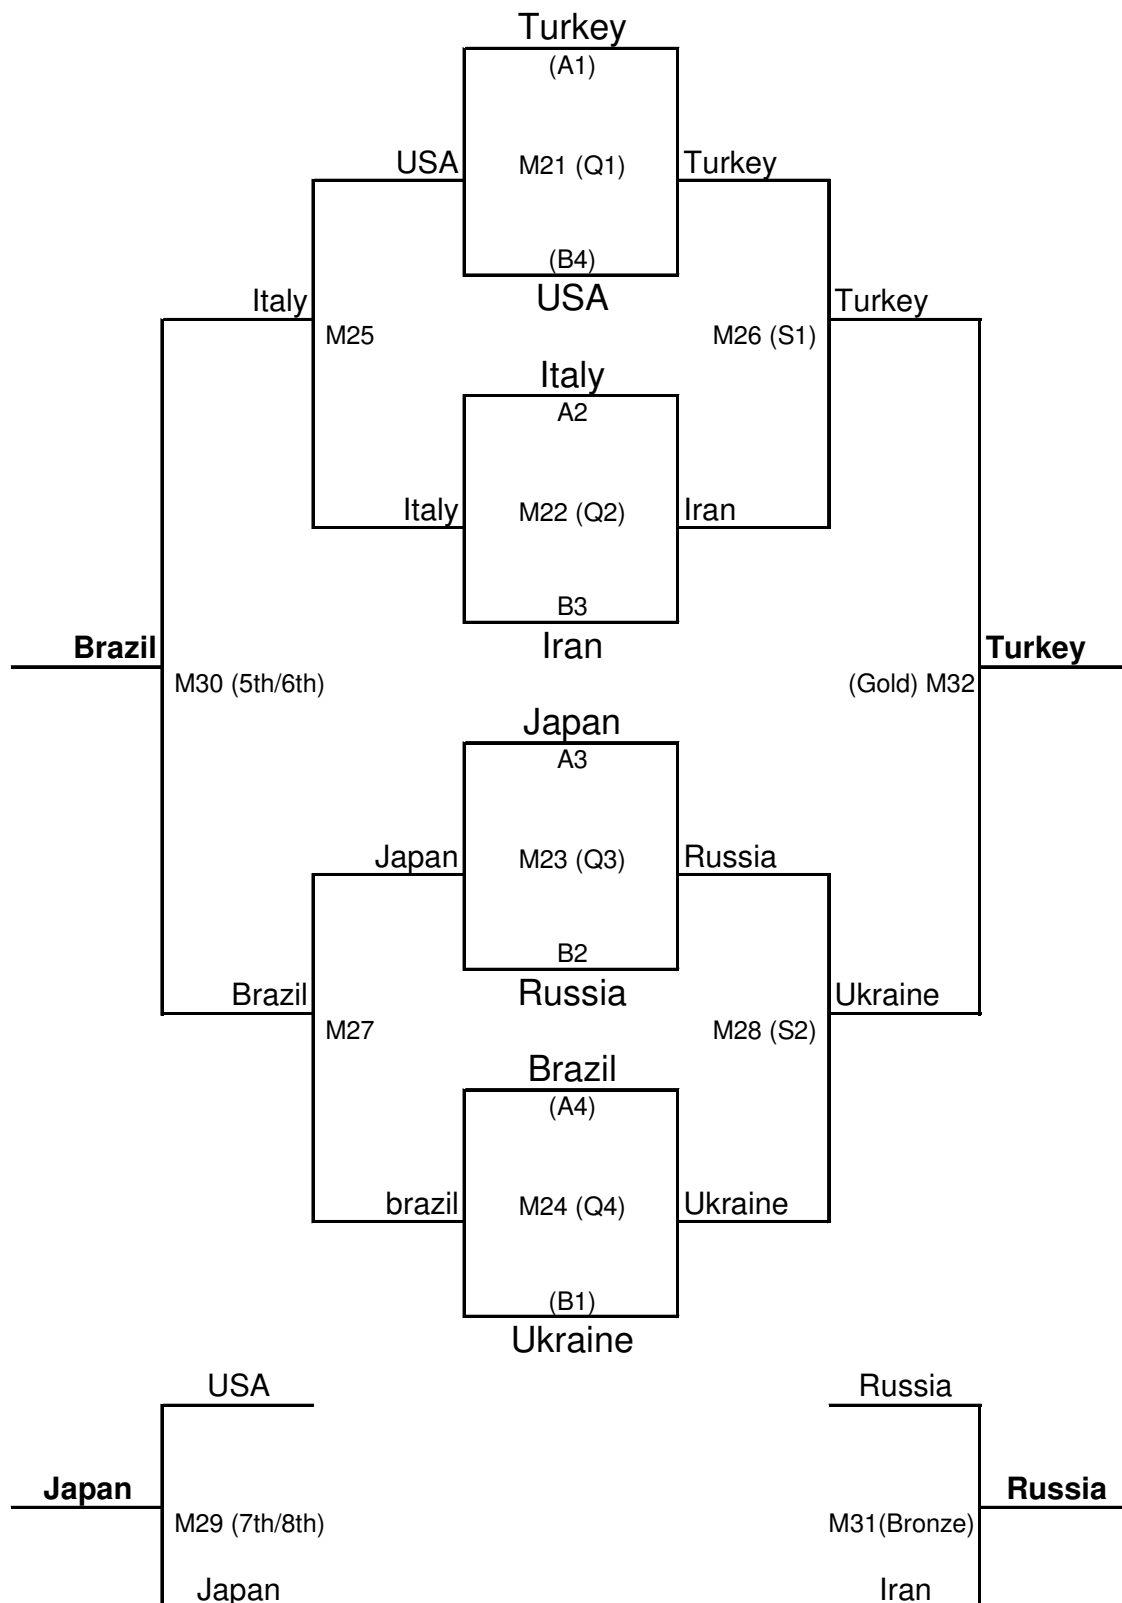 Turkey
(A1)
USA
M21 (Q1)
Turkey
(B4)
USA
Italy
M25
M26 (S1)
Turkey
Italy
A2
Italy
M22 (Q2)
Iran
B3
Iran
Brazil
M30 (5th/6th)
(Gold) M32
Turkey
Japan
A3
Japan
M23 (Q3)
Russia
B2
Russia
Brazil
M27
M28 (S2)
Ukraine
Brazil
(A4)
brazil
M24 (Q4)
Ukraine
(B1)
Ukraine
USA
Russia
Japan
Russia
M29 (7th/8th)
M31(Bronze)
Japan
Iran